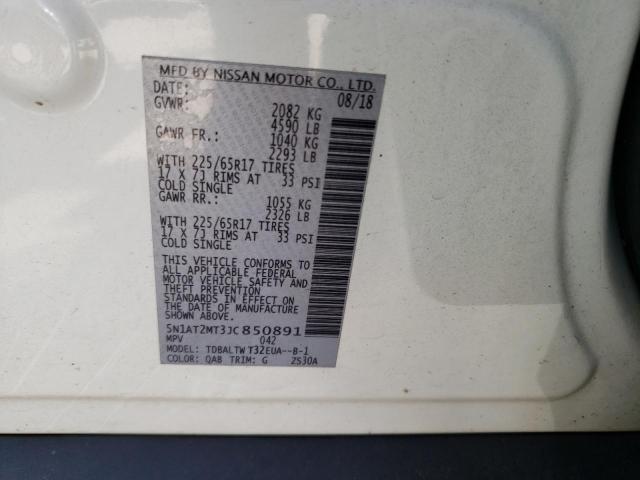 MFD BY NISSAN MOTOR CO., LTD.
DATE: 08/18
GVWR: 2082 KG
4590 LB
GAWR FR.: 1040 KG
2293 LB
WITH 225/65R17 TIRES
17 X 7J RIMS AT 33 PSI
COLD SINGLE
GAWR RR.: 1055 KG
2326 LB
WITH 225/65R17 TIRES
17 X 7J RIMS AT 33 PSI
COLD SINGLE
THIS VEHICLE CONFORMS TO
ALL APPLICABLE FEDERAL
MOTOR VEHICLE SAFETY AND
THEFT PREVENTION
STANDARDS IN EFFECT ON
THE DATE OF MANUFACTURE
SHOWN ABOVE.
5N1AT2MT3JC850891
MPV 042
MODEL: TDBALTW T32EUA--B-1
COLOR: QAB TRIM: G 2S30A